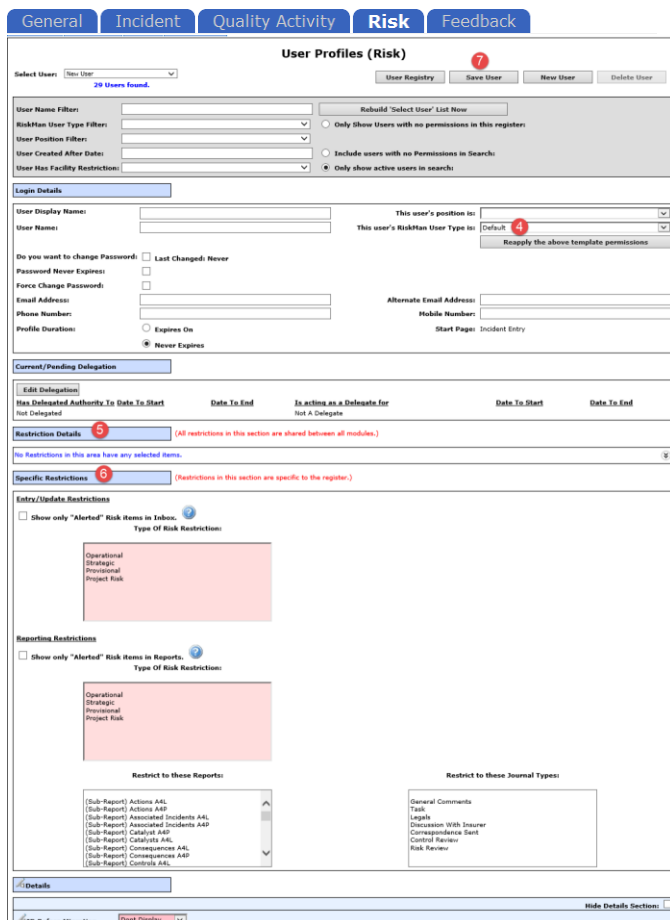 General Incident Quality Activity Risk Feedback
User Profiles (Risk)
7
Select User: New User
29 Users found.
User Registry Save User New User Delete User
User Name Filter: Rebuild 'Select User' List Now
RiskMan User Type Filter: Only Show Users with no permissions in this register:
User Position Filter:
User Created After Date: Include users with no Permissions in Search:
User Has Facility Restriction: Only show active users in search:
Login Details
User Display Name: This user's position is:
User Name: This user's RiskMan User Type is: Default 4
Reapply the above template permissions
Do you want to change Password: Last Changed: Never
Password Never Expires:
Force Change Password:
Email Address: Alternate Email Address:
Phone Number: Mobile Number:
Profile Duration: Expires On Start Page: Incident Entry
Never Expires
Current/Pending Delegation
Edit Delegation
Has Delegated Authority To Date To Start Date To End Is acting as a Delegate for Date To Start Date To End
Not Delegated Not A Delegate
Restriction Details 5 (All restrictions in this section are shared between all modules.)
No Restrictions in this area have any selected items.
Specific Restrictions 6 (Restrictions in this section are specific to the register.)
Entry/Update Restrictions
Show only "Alerted" Risk items in Inbox. ?
Type Of Risk Restriction:
Operational
Strategic
Provisional
Project Risk
Reporting Restrictions
Show only "Alerted" Risk items in Reports. ?
Type Of Risk Restriction:
Operational
Strategic
Provisional
Project Risk
Restrict to these Reports: Restrict to these Journal Types:
(Sub-Report) Actions A4L General Comments
(Sub-Report) Actions A4P Task
(Sub-Report) Associated Incidents A4L Legals
(Sub-Report) Associated Incidents A4P Discussion With Insurer
(Sub-Report) Catalyst A4P Correspondence Sent
(Sub-Report) Catalysts A4L Control Review
(Sub-Report) Consequences A4L Risk Review
(Sub-Report) Consequences A4P
(Sub-Report) Controls A4L
Details
Hide Details Section:
Dont Display